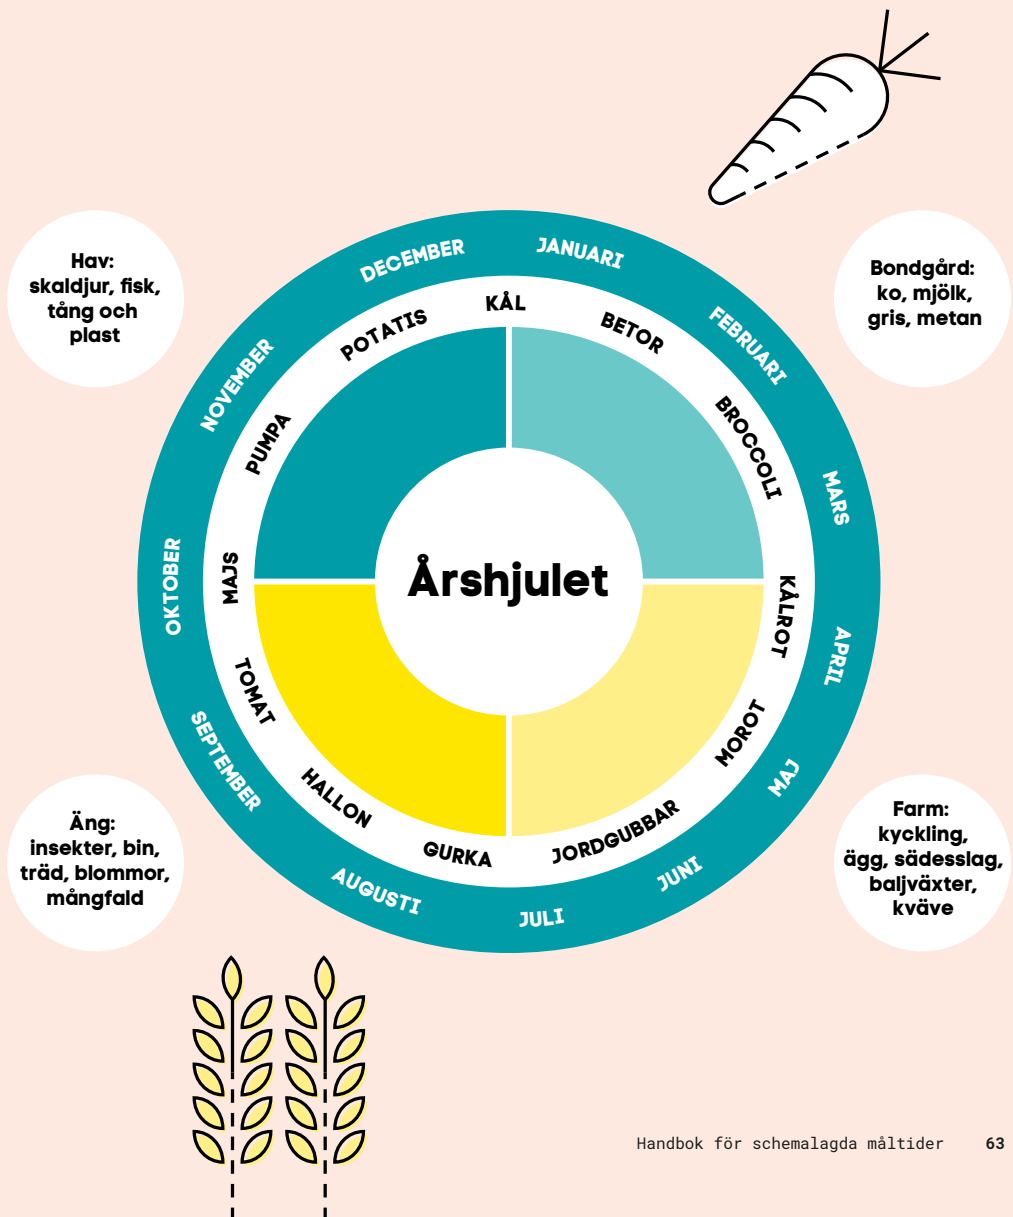 JANUARI
FEBRUARI
MARS
APRIL
MAJ
JUNI
JULI
AUGUSTI
SEPTEMBER
OKTOBER
NOVEMBER
DECEMBER
KÅL
BETOR
BROCCOLI
KÅLROT
MOROT
JORDGUBBAR
GURKA
HALLON
TOMAT
MAJS
PUMPA
POTATIS
Årshjulet
Hav:
skaldjur, fisk,
tång och
plast
Bondgård:
ko, mjölk,
gris, metan
Äng:
insekter, bin,
träd, blommor,
mångfald
Farm:
kyckling,
ägg, sädesslag,
baljväxter,
kväve
Handbok för schemalagda måltider 63